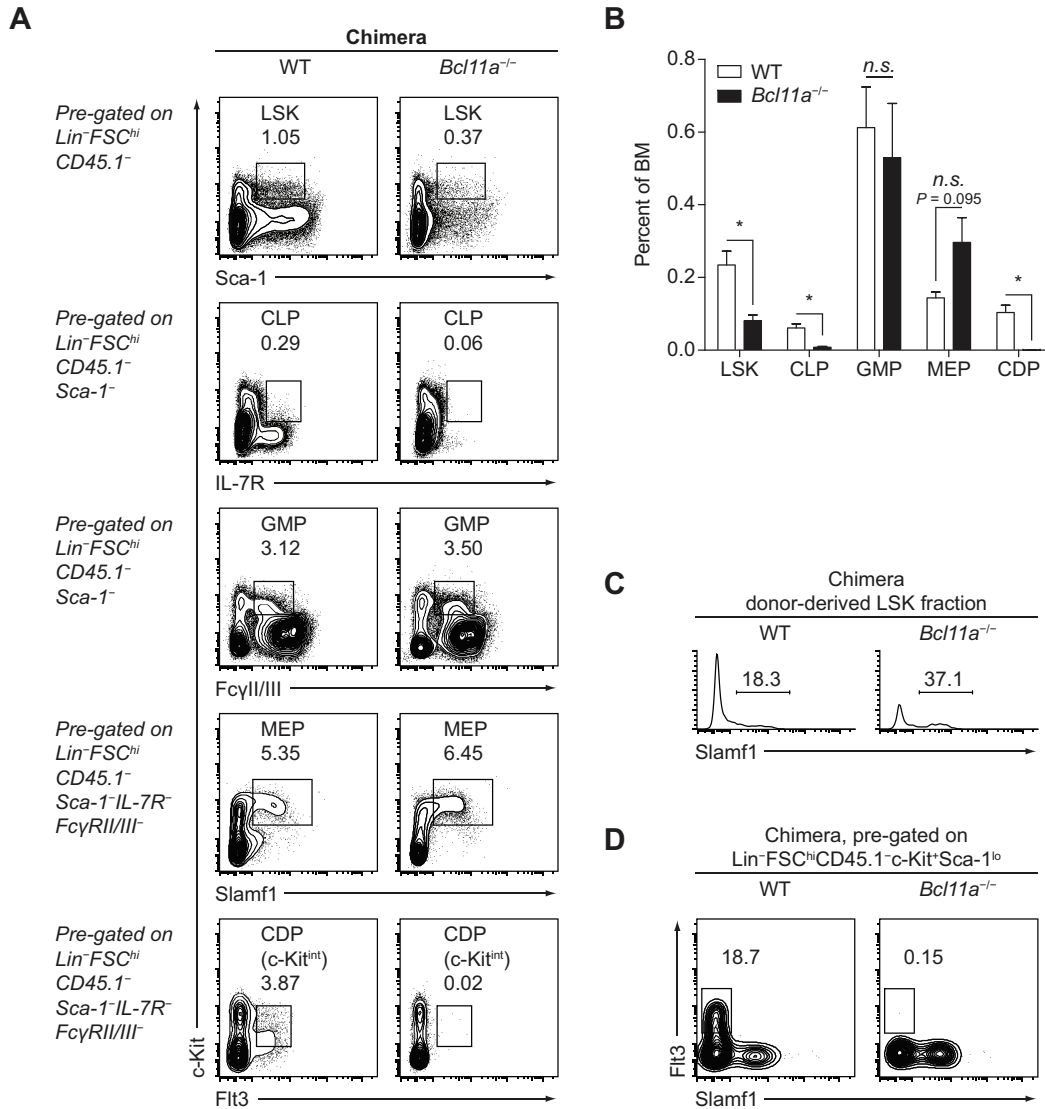 A
Chimera
WT
Bcl11a⁻/⁻
Pre-gated on
Lin⁻FSCʰⁱ
CD45.1⁻
LSK
1.05
LSK
0.37
Sca-1
Pre-gated on
Lin⁻FSCʰⁱ
CD45.1⁻
Sca-1⁻
CLP
0.29
CLP
0.06
IL-7R
Pre-gated on
Lin⁻FSCʰⁱ
CD45.1⁻
Sca-1⁻
GMP
3.12
GMP
3.50
FcγII/III
Pre-gated on
Lin⁻FSCʰⁱ
CD45.1⁻
Sca-1⁻IL-7R⁻
FcγRII/III⁻
MEP
5.35
MEP
6.45
Slamf1
Pre-gated on
Lin⁻FSCʰⁱ
CD45.1⁻
Sca-1⁻IL-7R⁻
FcγRII/III⁻
CDP
(c-Kitⁱⁿᵗ)
3.87
CDP
(c-Kitⁱⁿᵗ)
0.02
c-Kit
Flt3
B
Percent of BM
0.8
0.6
0.4
0.2
0.0
WT
Bcl11a⁻/⁻
n.s.
n.s.
P = 0.095
*
*
*
LSK
CLP
GMP
MEP
CDP
C
Chimera
donor-derived LSK fraction
WT
Bcl11a⁻/⁻
18.3
37.1
Slamf1
D
Chimera, pre-gated on
Lin⁻FSCʰⁱCD45.1⁻c-Kit⁺Sca-1ˡᵒ
WT
Bcl11a⁻/⁻
18.7
0.15
Flt3
Slamf1